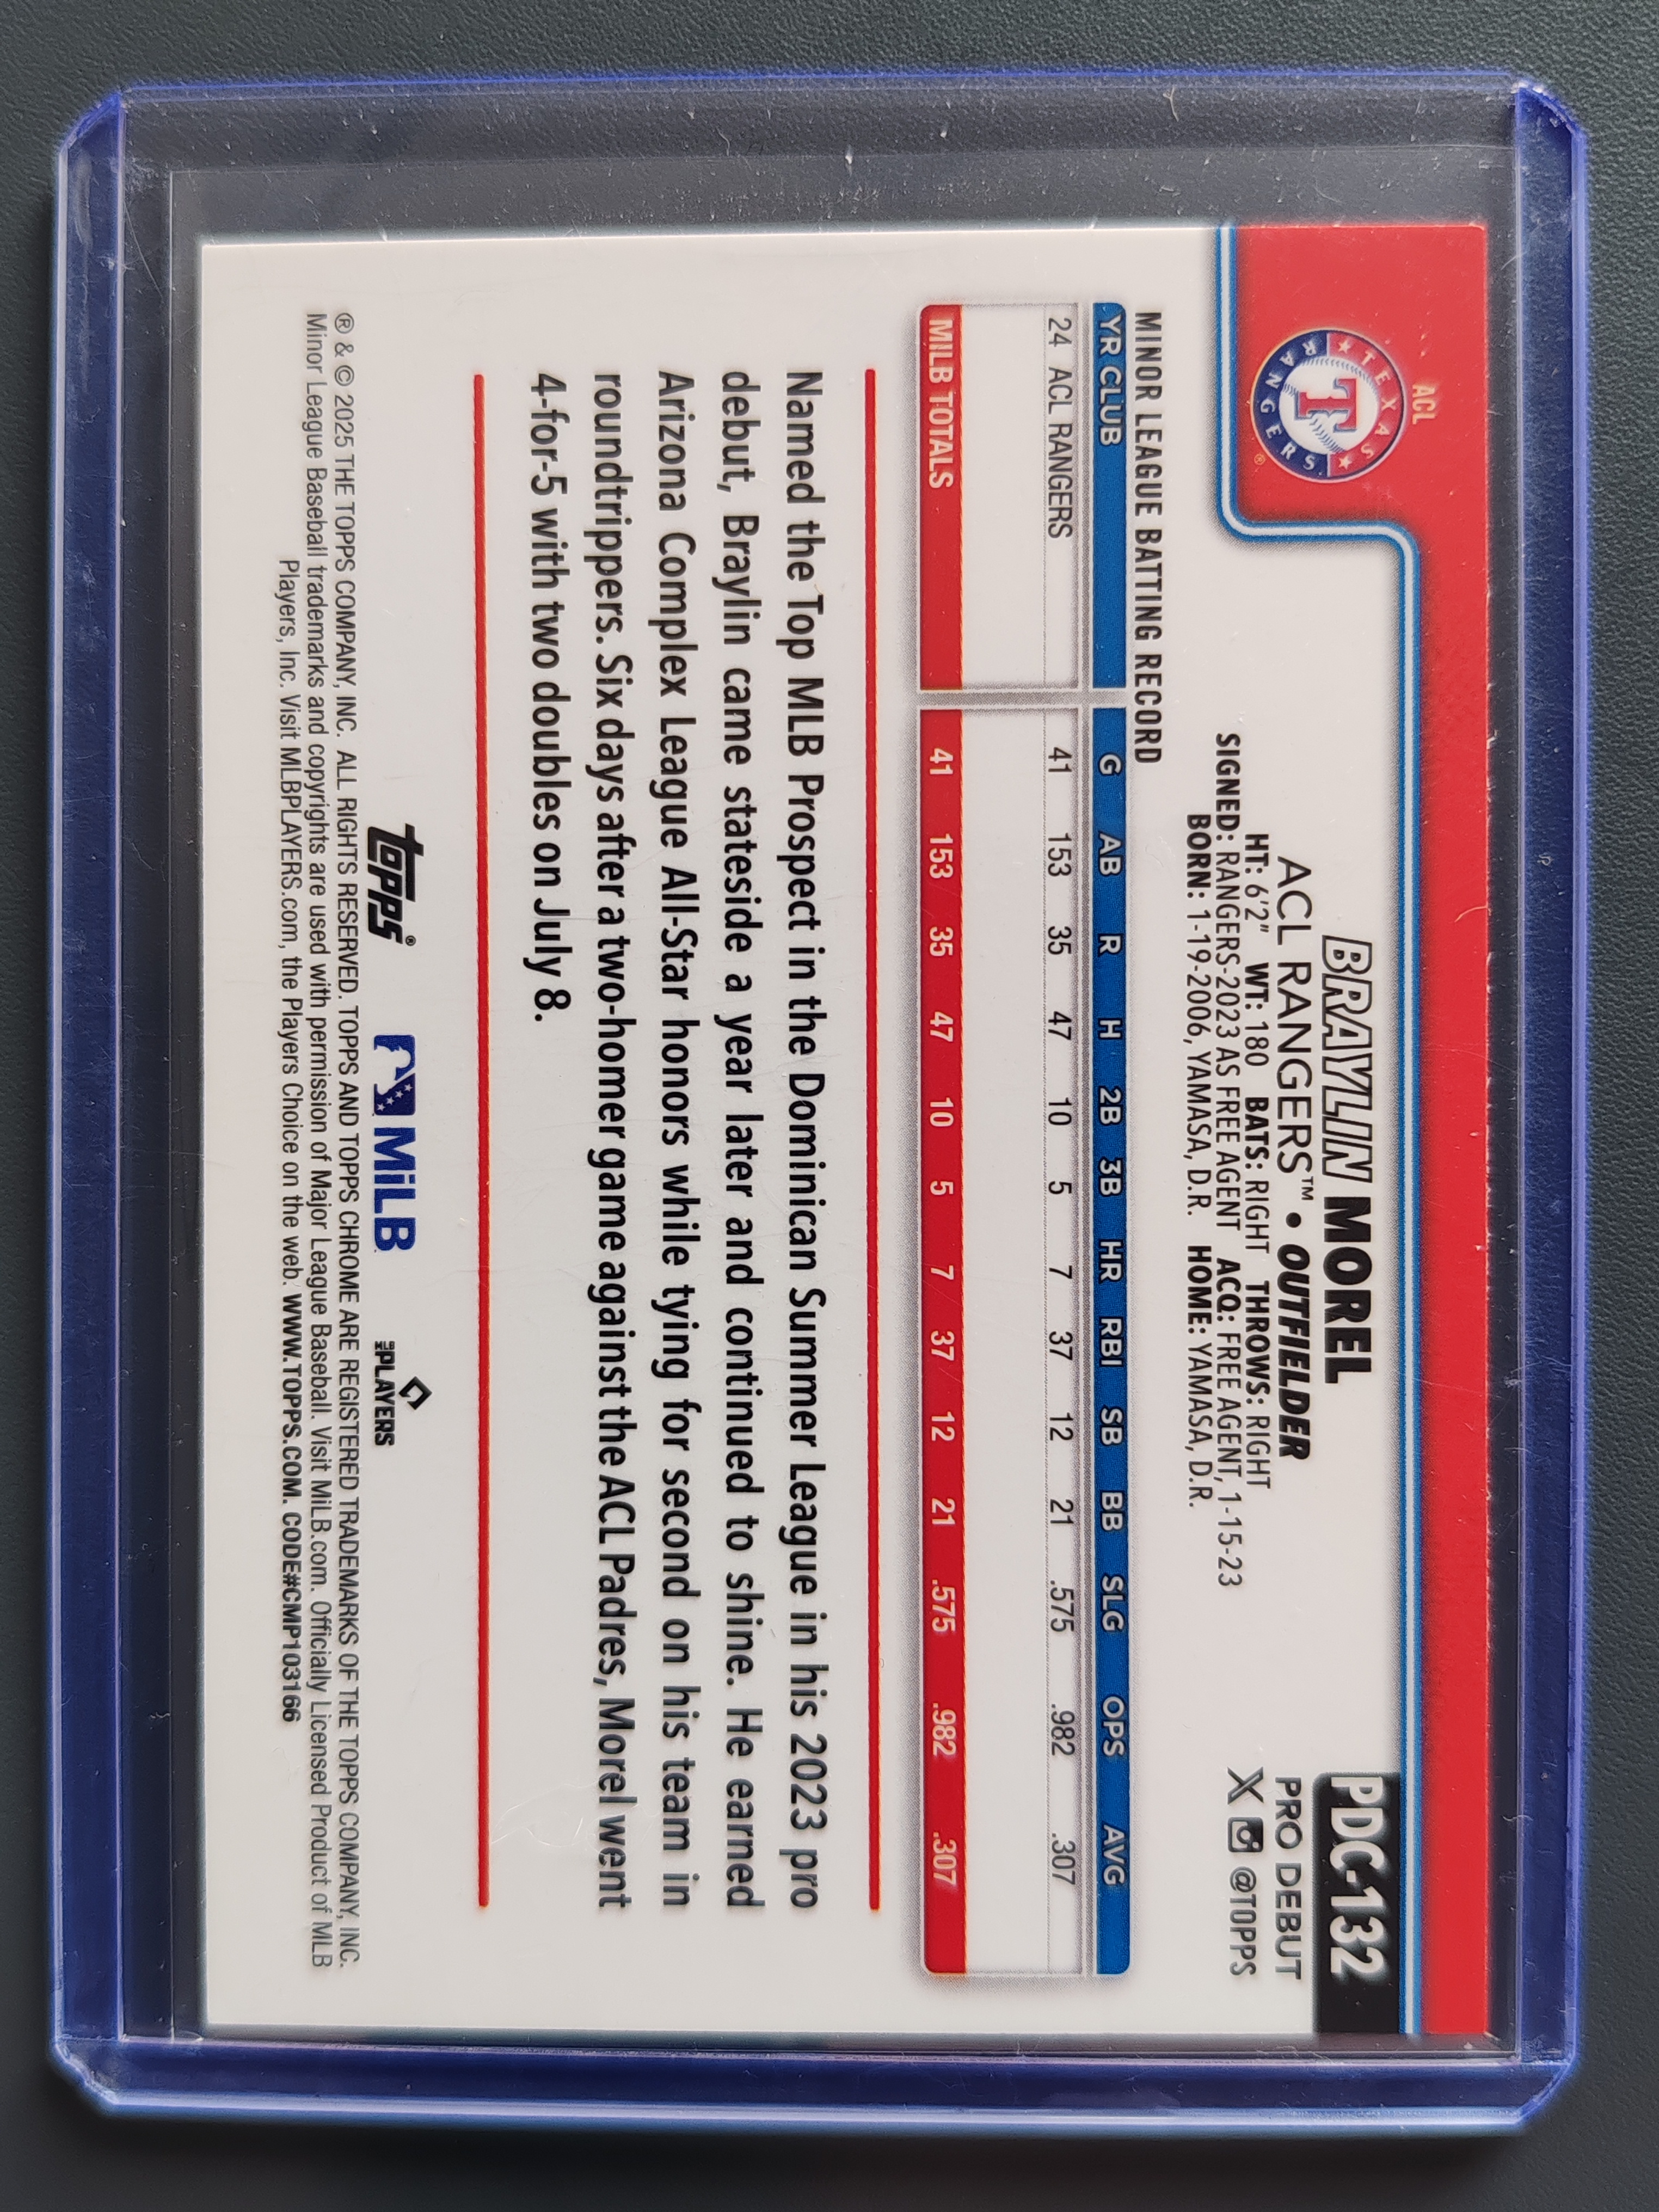 ACL
TEXAS RANGERS
T
®
PDC-132
BRAYLIN MOREL
PRO DEBUT
ACL RANGERS™ • OUTFIELDER
X @TOPPS
HT: 6'2" WT: 180 BATS: RIGHT THROWS: RIGHT
SIGNED: RANGERS-2023 AS FREE AGENT ACQ: FREE AGENT, 1-15-23
BORN: 1-19-2006, YAMASA, D.R. HOME: YAMASA, D.R.
MINOR LEAGUE BATTING RECORD
YR CLUB G AB R H 2B 3B HR RBI SB BB SLG OPS AVG
24 ACL RANGERS 41 153 35 47 10 5 7 37 12 21 .575 .982 .307
MILB TOTALS 41 153 35 47 10 5 7 37 12 21 .575 .982 .307
Named the Top MLB Prospect in the Dominican Summer League in his 2023 pro
debut, Braylin came stateside a year later and continued to shine. He earned
Arizona Complex League All-Star honors while tying for second on his team in
roundtrippers. Six days after a two-homer game against the ACL Padres, Morel went
4-for-5 with two doubles on July 8.
topps® MiLB MLB PLAYERS
® & © 2025 THE TOPPS COMPANY, INC. ALL RIGHTS RESERVED. TOPPS AND TOPPS CHROME ARE REGISTERED TRADEMARKS OF THE TOPPS COMPANY, INC.
Minor League Baseball trademarks and copyrights are used with permission of Major League Baseball. Visit MiLB.com. Officially Licensed Product of MLB
Players, Inc. Visit MLBPLAYERS.com, the Players Choice on the web. WWW.TOPPS.COM. CODE#CMP103166